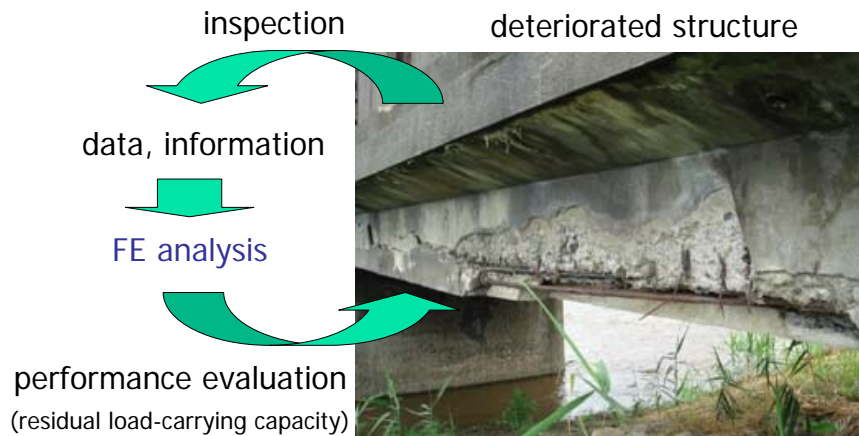 inspection
deteriorated structure
data, information
FE analysis
performance evaluation
(residual load-carrying capacity)